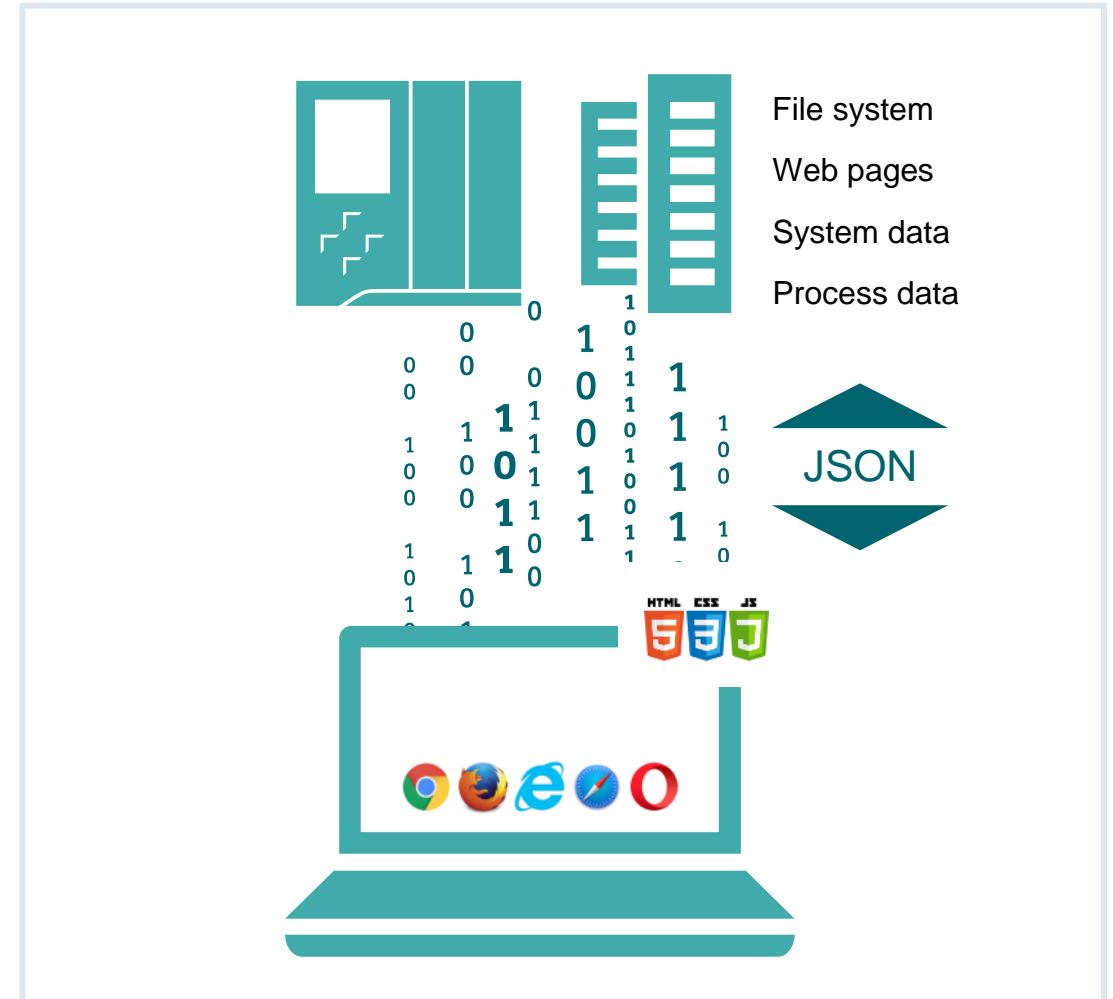 File system
Web pages
System data
Process data
JSON
HTML CSS JS